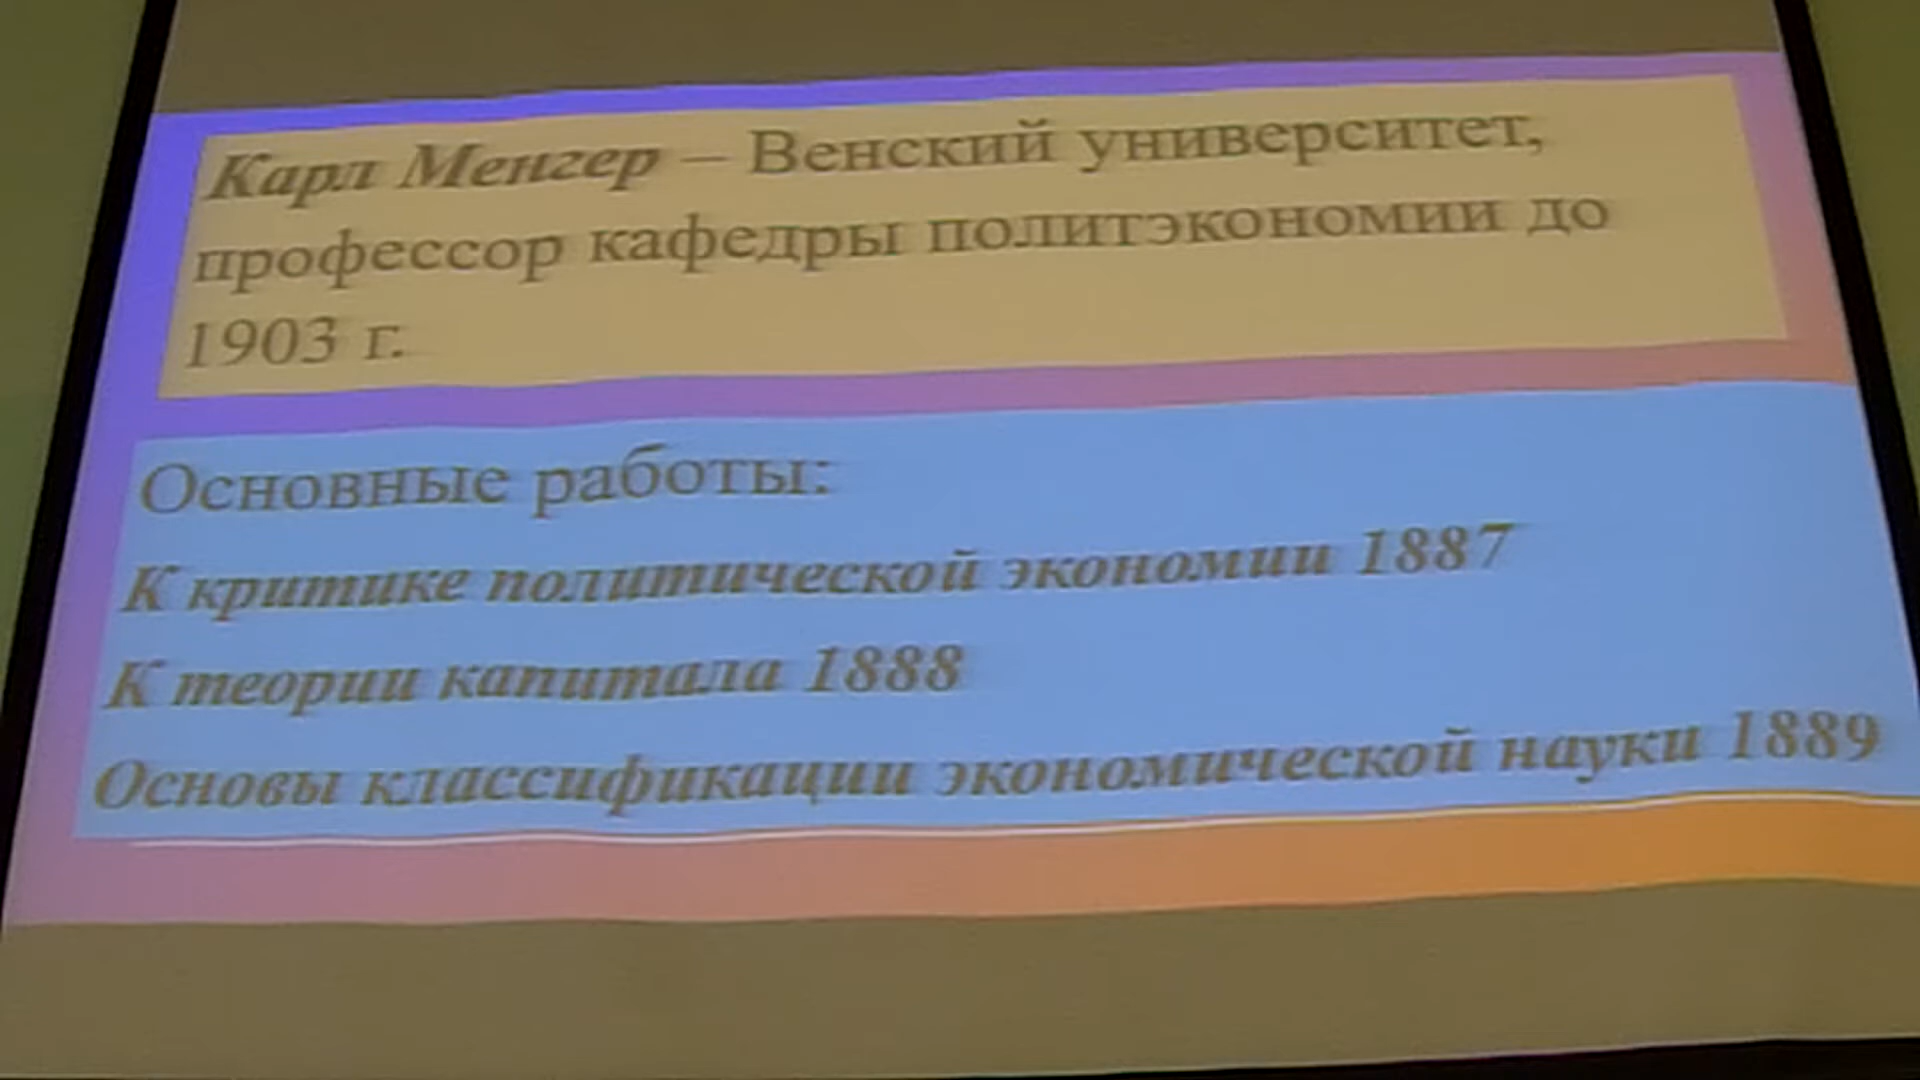 Карл Менгер – Венский университет,
профессор кафедры политэкономии до
1903 г.
Основные работы:
К критике политической экономии 1887
К теории капитала 1888
Основы классификации экономической науки 1889